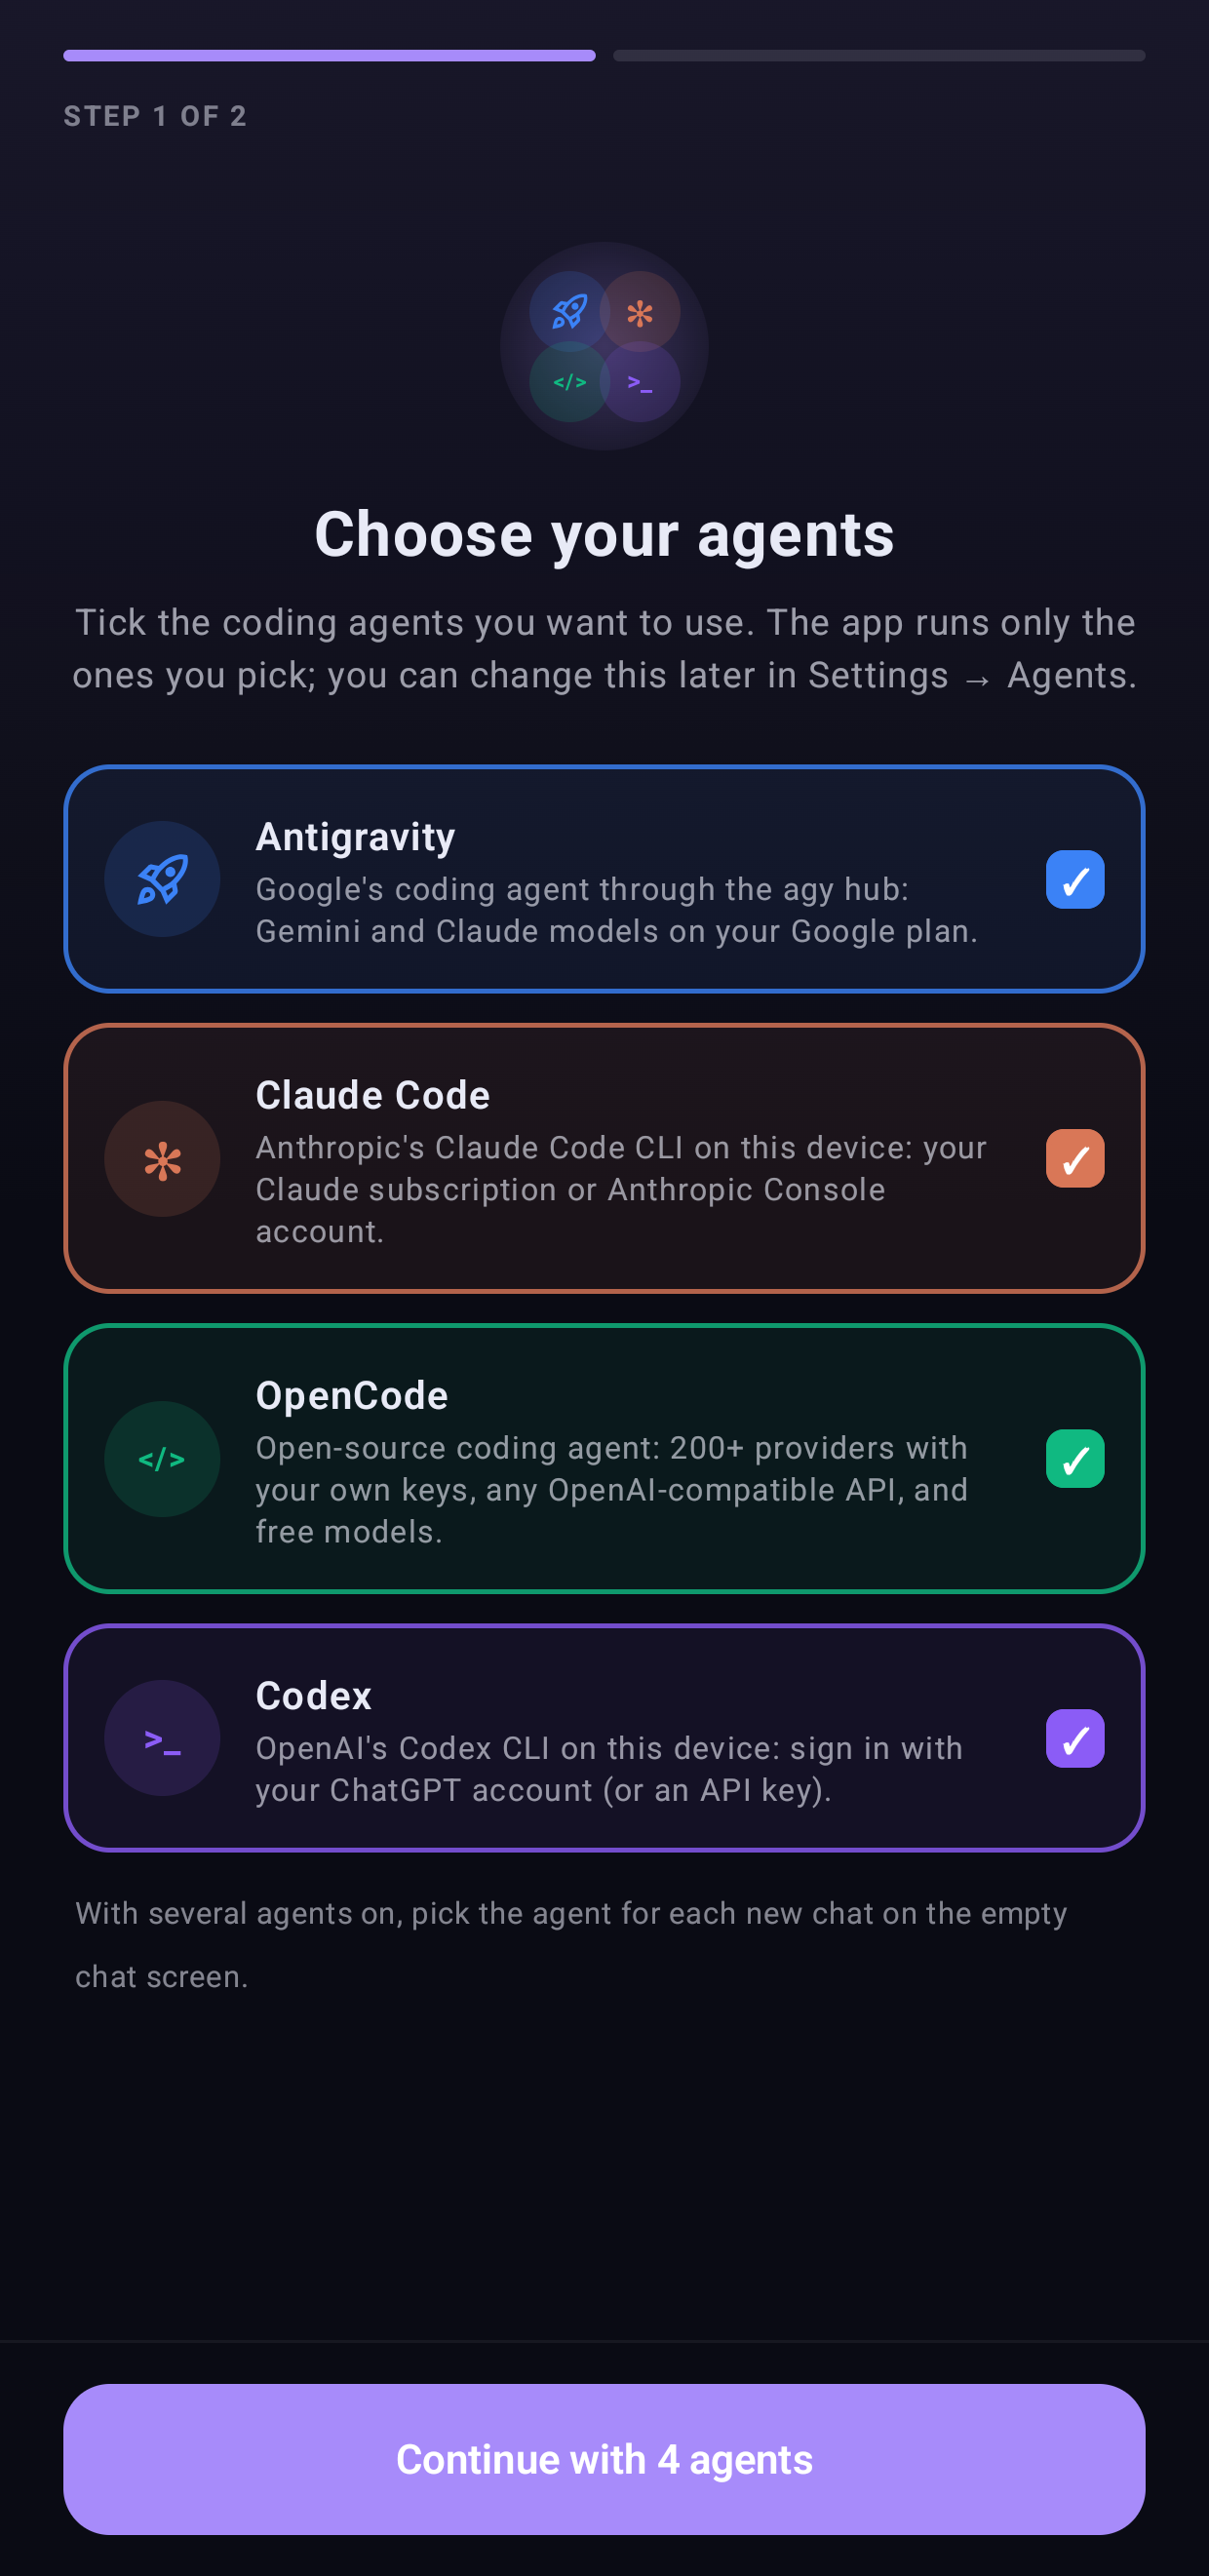 STEP 1 OF 2
</>
>_
Choose your agents
Tick the coding agents you want to use. The app runs only the
ones you pick; you can change this later in Settings → Agents.
Antigravity
Google's coding agent through the agy hub:
Gemini and Claude models on your Google plan.
✓
Claude Code
Anthropic's Claude Code CLI on this device: your
Claude subscription or Anthropic Console
account.
✓
</>
OpenCode
Open-source coding agent: 200+ providers with
your own keys, any OpenAI-compatible API, and
free models.
✓
>_
Codex
OpenAI's Codex CLI on this device: sign in with
your ChatGPT account (or an API key).
✓
With several agents on, pick the agent for each new chat on the empty
chat screen.
Continue with 4 agents